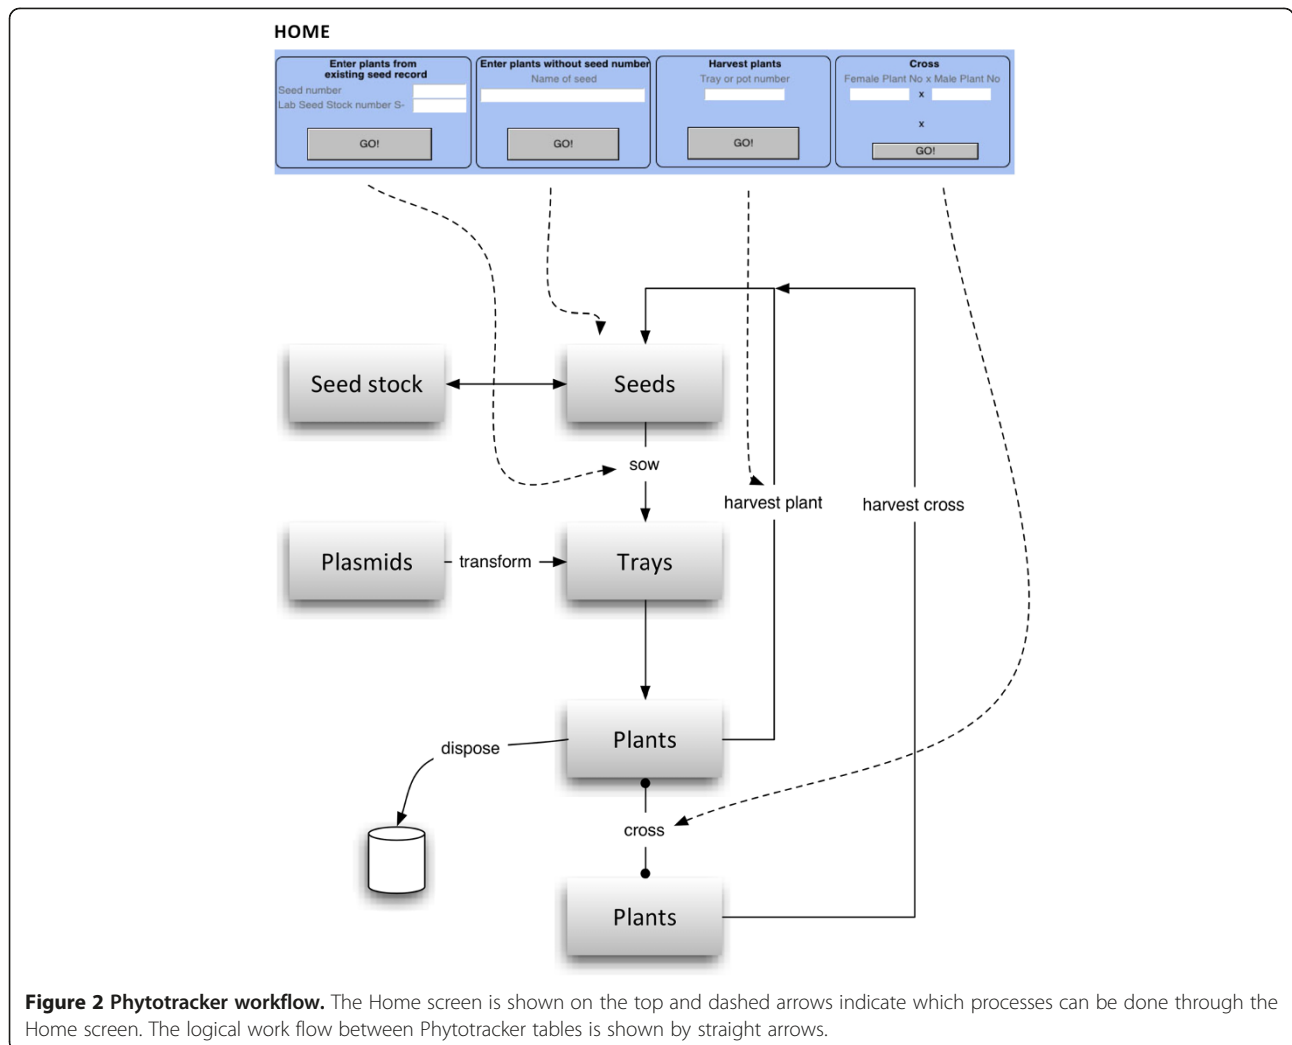 HOME
Enter plants from
existing seed record
Seed number
Lab Seed Stock number S-
GO!
Enter plants without seed number
Name of seed
GO!
Harvest plants
Tray or pot number
GO!
Cross
Female Plant No x Male Plant No
x
x
GO!
Seed stock
Seeds
sow
harvest plant
harvest cross
Plasmids
transform
Trays
Plants
dispose
cross
Plants
Figure 2 Phytotracker workflow. The Home screen is shown on the top and dashed arrows indicate which processes can be done through the
Home screen. The logical work flow between Phytotracker tables is shown by straight arrows.